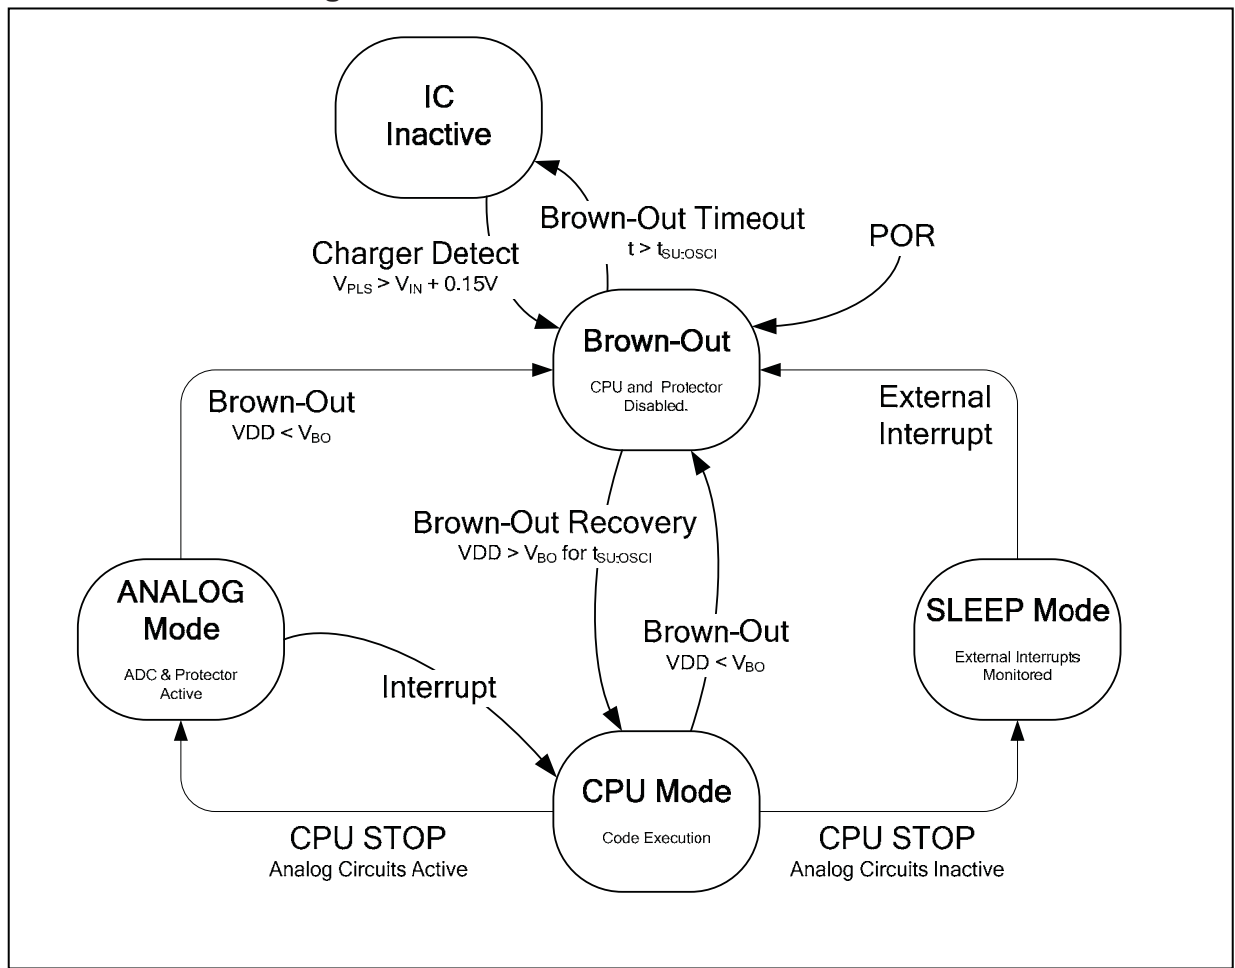 IC
Inactive
Brown-Out Timeout
t > tSU:OSCI
POR
Charger Detect
VPLS > VIN + 0.15V
Brown-Out
CPU and Protector
Disabled.
Brown-Out
VDD < VBO
External
Interrupt
Brown-Out Recovery
VDD > VBO for tSU:OSCI
ANALOG
Mode
ADC & Protector
Active
SLEEP Mode
External Interrupts
Monitored
Brown-Out
VDD < VBO
Interrupt
CPU Mode
Code Execution
CPU STOP
Analog Circuits Active
CPU STOP
Analog Circuits Inactive